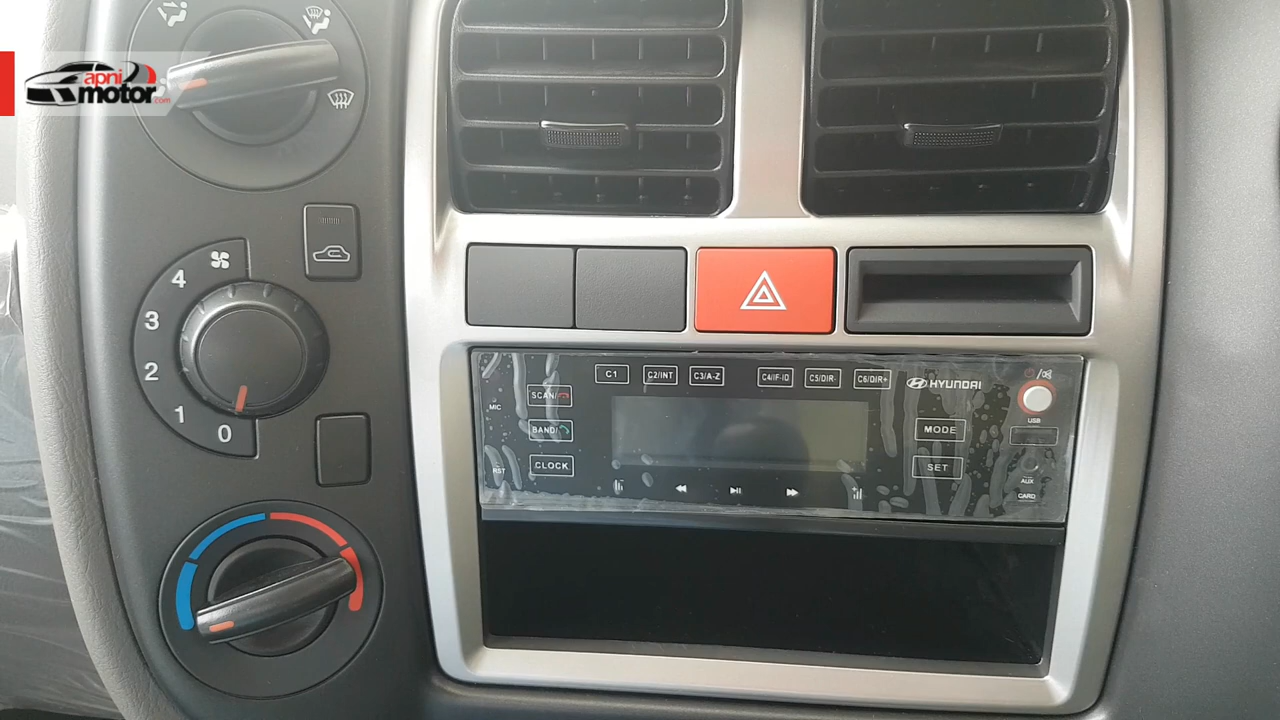 apni
motor.com
4
3
2
1
0
C1
C2/INT
C3/A-Z
C4/IF-ID
C5/DIR-
C6/DIR+
HYUNDAI
SCAN/
MIC
BAND/
RST
CLOCK
MODE
SET
USB
AUX
CARD